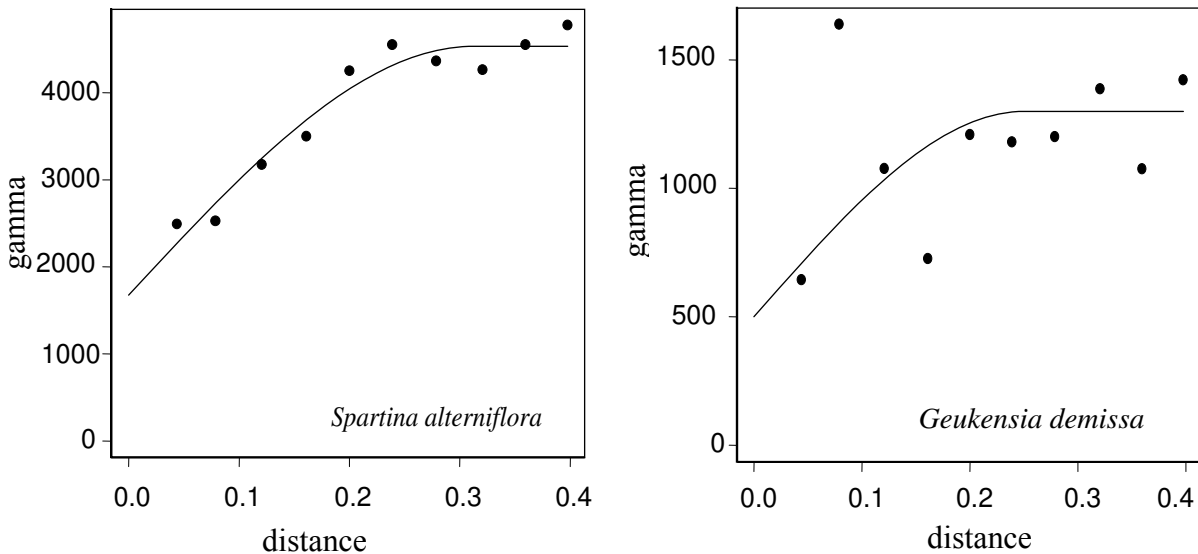 gamma
4000
3000
2000
1000
0
Spartina alterniflora
0.0 0.1 0.2 0.3 0.4
distance
gamma
1500
1000
500
0
Geukensia demissa
0.0 0.1 0.2 0.3 0.4
distance